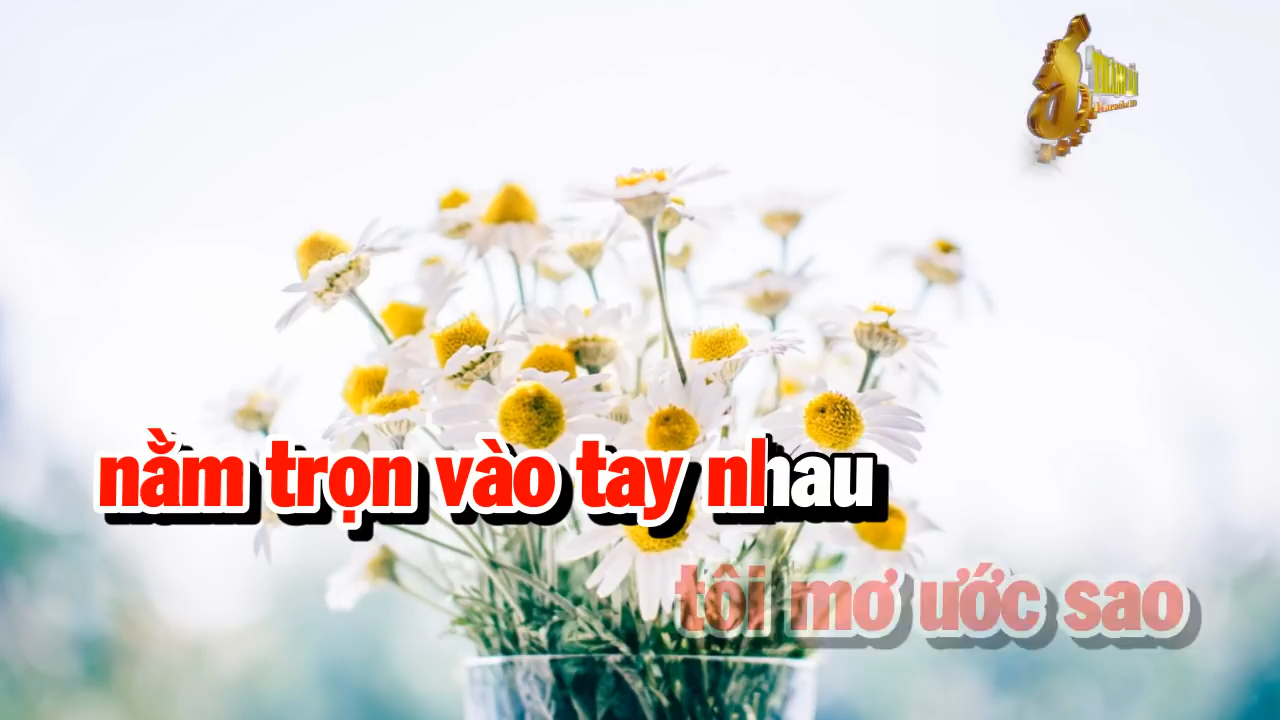 nằm trọn vào tay nhau
tôi mơ ước sao